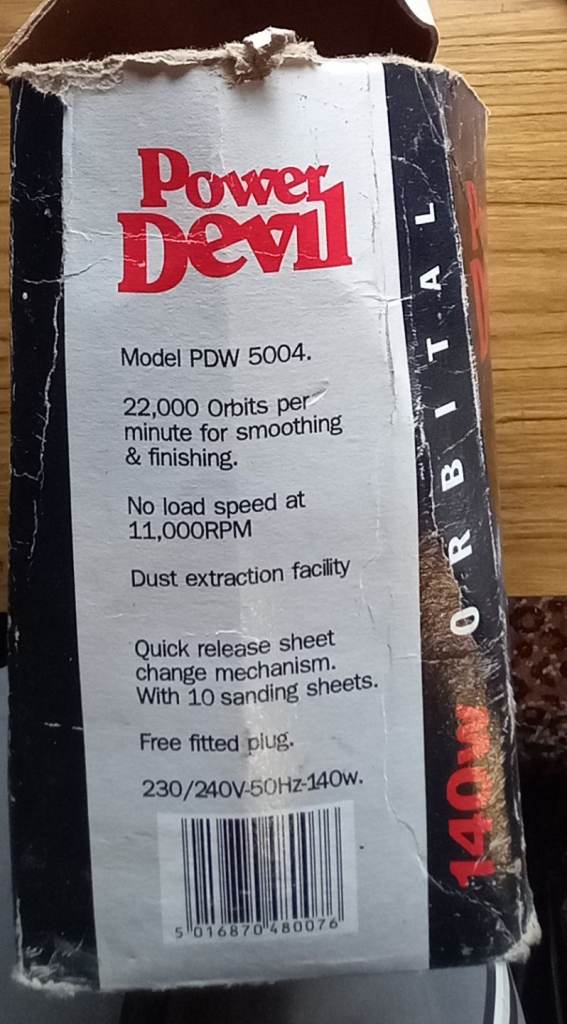 Power
Devil
Model PDW 5004.
22,000 Orbits per
minute for smoothing
& finishing.
No load speed at
11,000RPM
Dust extraction facility
Quick release sheet
change mechanism.
With 10 sanding sheets.
Free fitted plug.
230/240V-50Hz-140w.
5 016870 480076
140w ORBITAL